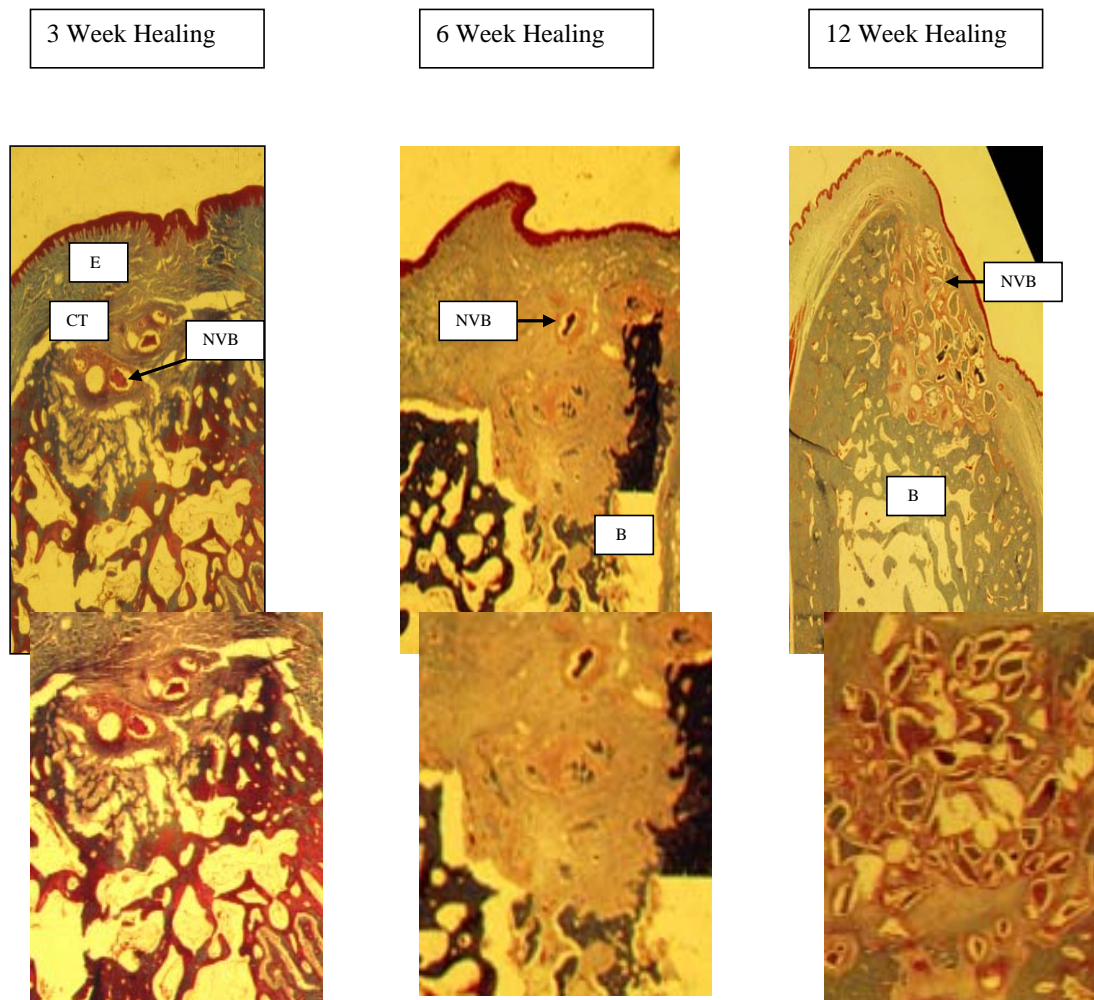 3 Week Healing
6 Week Healing
12 Week Healing
E
CT
NVB
NVB
B
NVB
B